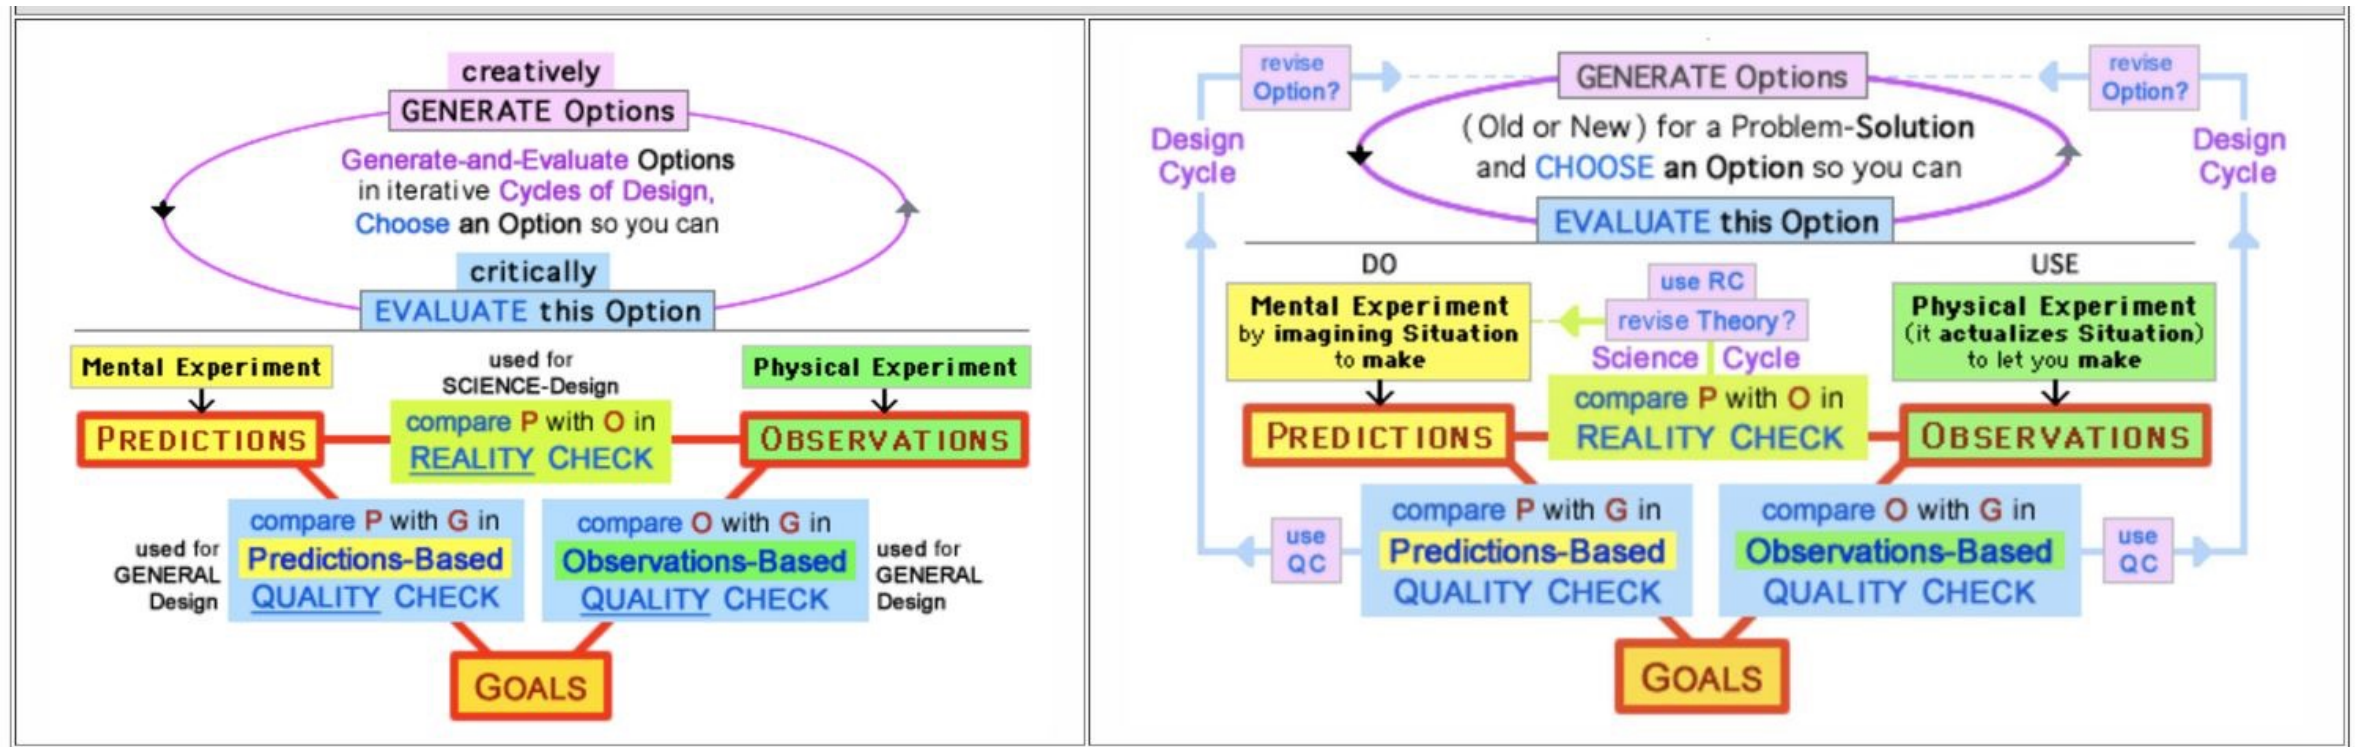 creatively
GENERATE Options
Generate-and-Evaluate Options
in iterative Cycles of Design,
Choose an Option so you can
critically
EVALUATE this Option
Mental Experiment
used for
SCIENCE-Design
Physical Experiment
PREDICTIONS
compare P with O in
REALITY CHECK
OBSERVATIONS
used for
GENERAL
Design
compare P with G in
Predictions-Based
QUALITY CHECK
compare O with G in
Observations-Based
QUALITY CHECK
used for
GENERAL
Design
GOALS
revise
Option?
GENERATE Options
revise
Option?
Design
Cycle
(Old or New) for a Problem-Solution
and CHOOSE an Option so you can
Design
Cycle
EVALUATE this Option
DO
Mental Experiment
by imagining Situation
to make
use RC
revise Theory?
Science Cycle
USE
Physical Experiment
(it actualizes Situation)
to let you make
PREDICTIONS
compare P with O in
REALITY CHECK
OBSERVATIONS
use
QC
compare P with G in
Predictions-Based
QUALITY CHECK
compare O with G in
Observations-Based
QUALITY CHECK
use
QC
GOALS